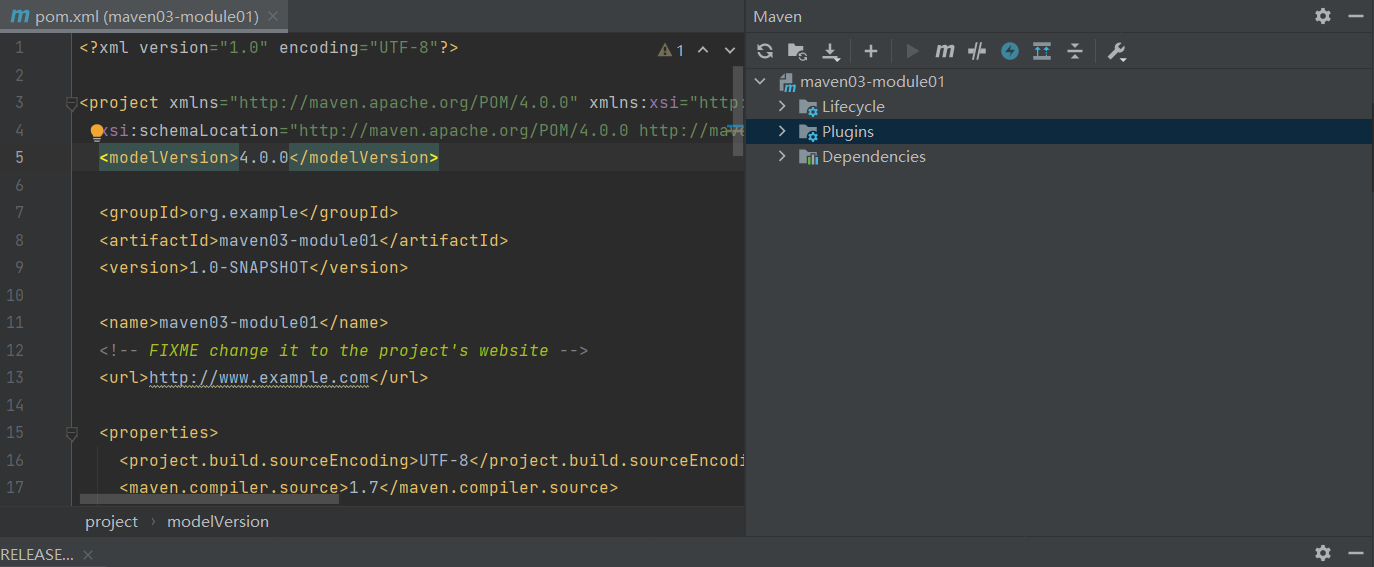 pom.xml (maven03-module01)
Maven
1 <?xml version="1.0" encoding="UTF-8"?>
1
2
3 <project xmlns="http://maven.apache.org/POM/4.0.0" xmlns:xsi="http:
4 xsi:schemaLocation="http://maven.apache.org/POM/4.0.0 http://mav
5 <modelVersion>4.0.0</modelVersion>
6
7 <groupId>org.example</groupId>
8 <artifactId>maven03-module01</artifactId>
9 <version>1.0-SNAPSHOT</version>
10
11 <name>maven03-module01</name>
12 <!-- FIXME change it to the project's website -->
13 <url>http://www.example.com</url>
14
15 <properties>
16 <project.build.sourceEncoding>UTF-8</project.build.sourceEncodi
17 <maven.compiler.source>1.7</maven.compiler.source>
project › modelVersion
maven03-module01
Lifecycle
Plugins
Dependencies
RELEASE...